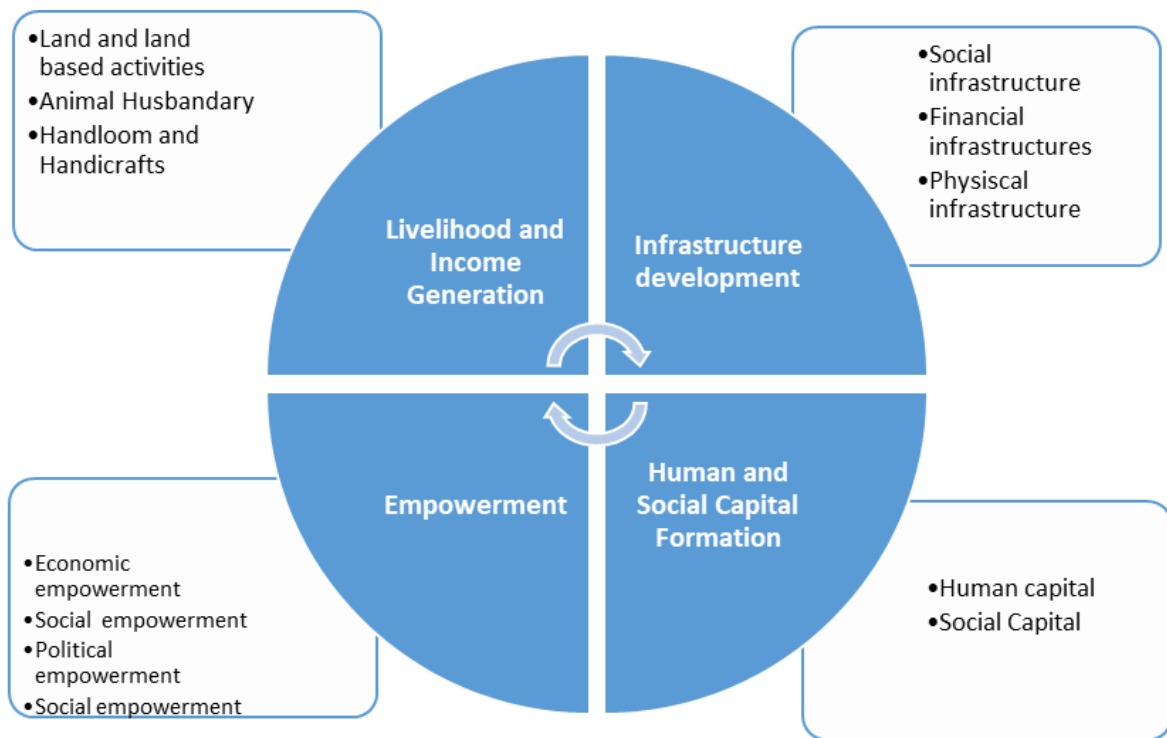 •Land and land
based activities
•Animal Husbandary
•Handloom and
Handicrafts
•Social
infrastructure
•Financial
infrastructures
•Physiscal
infrastructure
Livelihood and
Income
Generation
Infrastructure
development
Empowerment
Human and
Social Capital
Formation
•Economic
empowerment
•Social empowerment
•Political
empowerment
•Social empowerment
•Human capital
•Social Capital